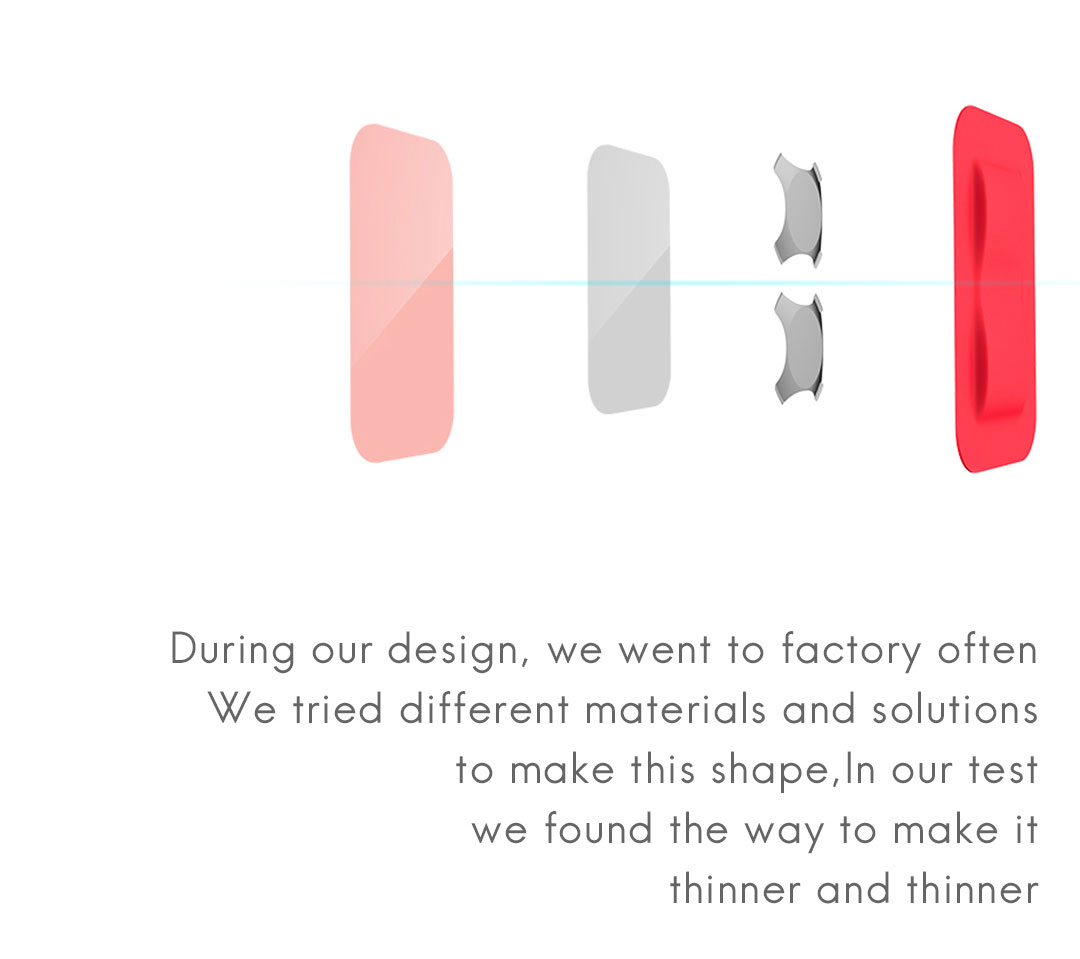 During our design, we went to factory often
We tried different materials and solutions
to make this shape,In our test
we found the way to make it
thinner and thinner